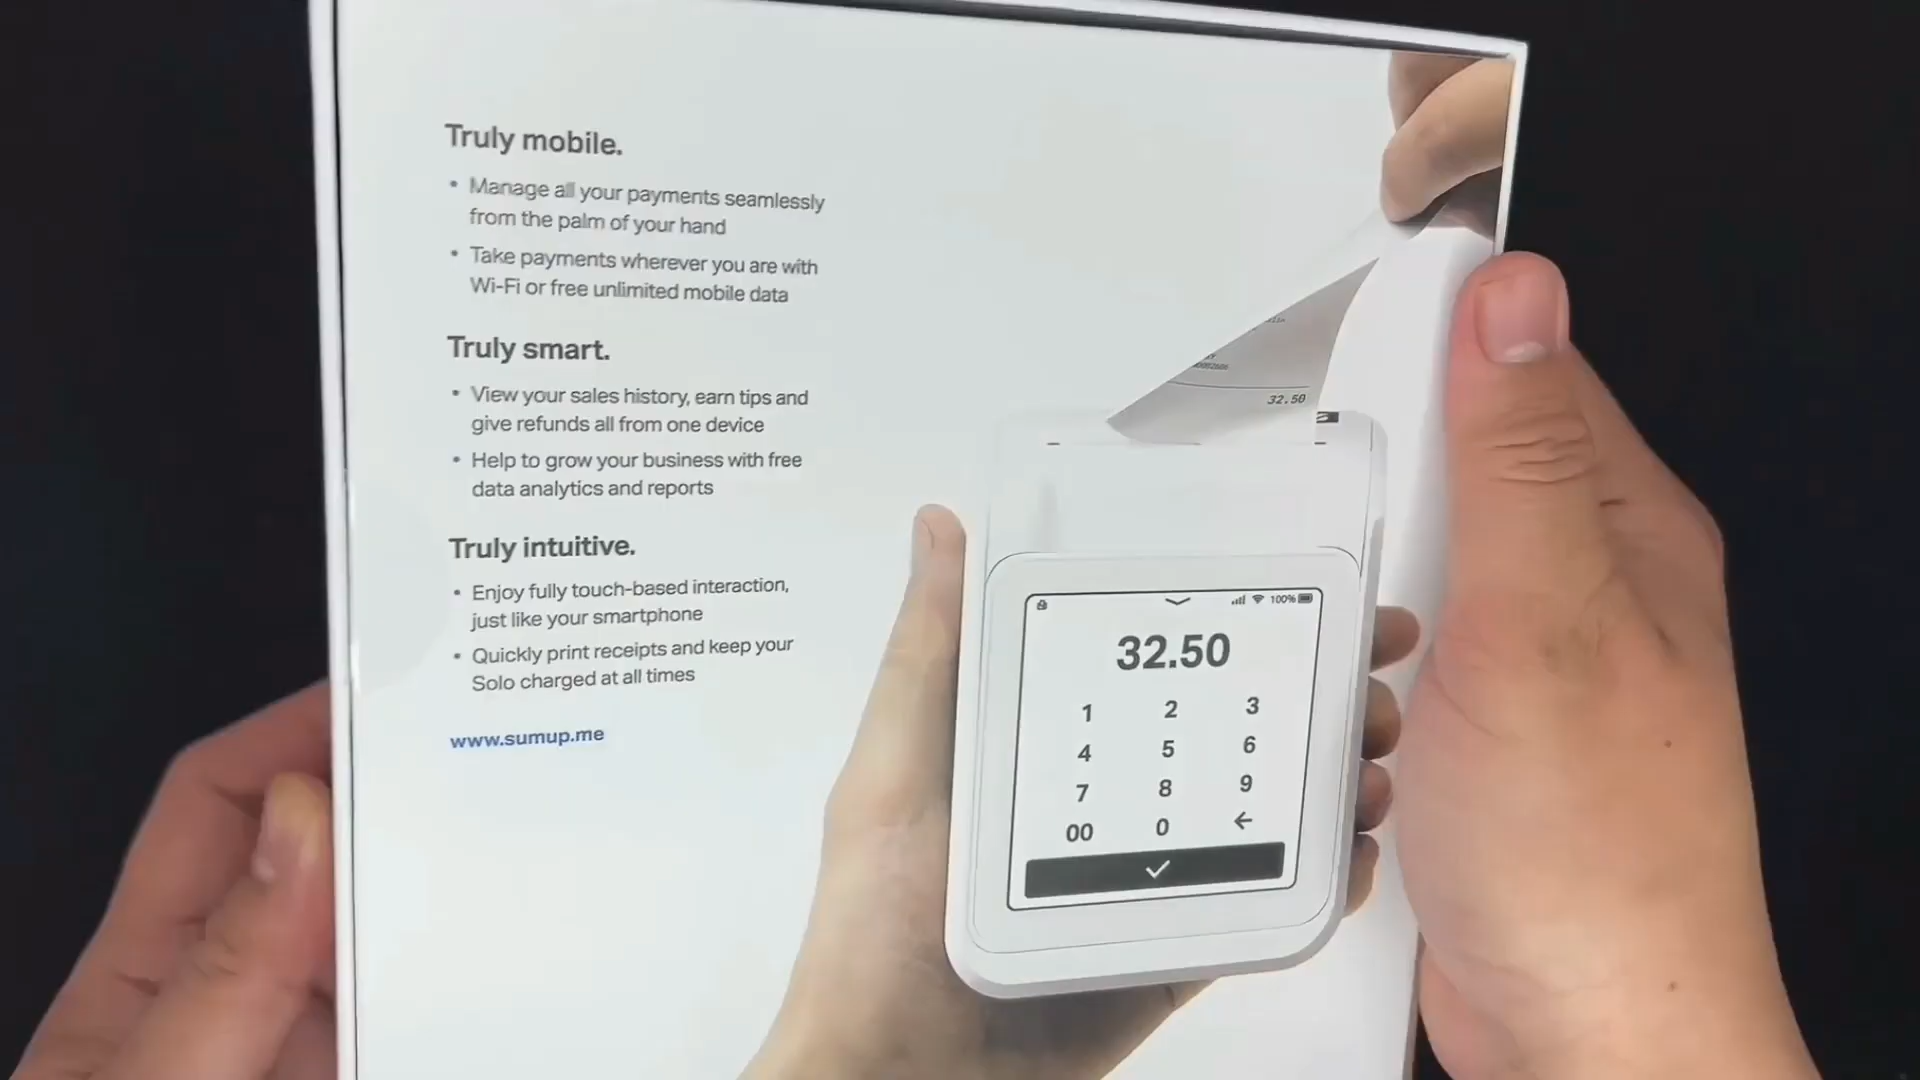 Truly mobile.
• Manage all your payments seamlessly
from the palm of your hand
• Take payments wherever you are with
Wi-Fi or free unlimited mobile data
Truly smart.
• View your sales history, earn tips and
give refunds all from one device
• Help to grow your business with free
data analytics and reports
Truly intuitive.
• Enjoy fully touch-based interaction,
just like your smartphone
• Quickly print receipts and keep your
Solo charged at all times
www.sumup.me
32.50
100%
32.50
1 2 3
4 5 6
7 8 9
00 0 ←
✓